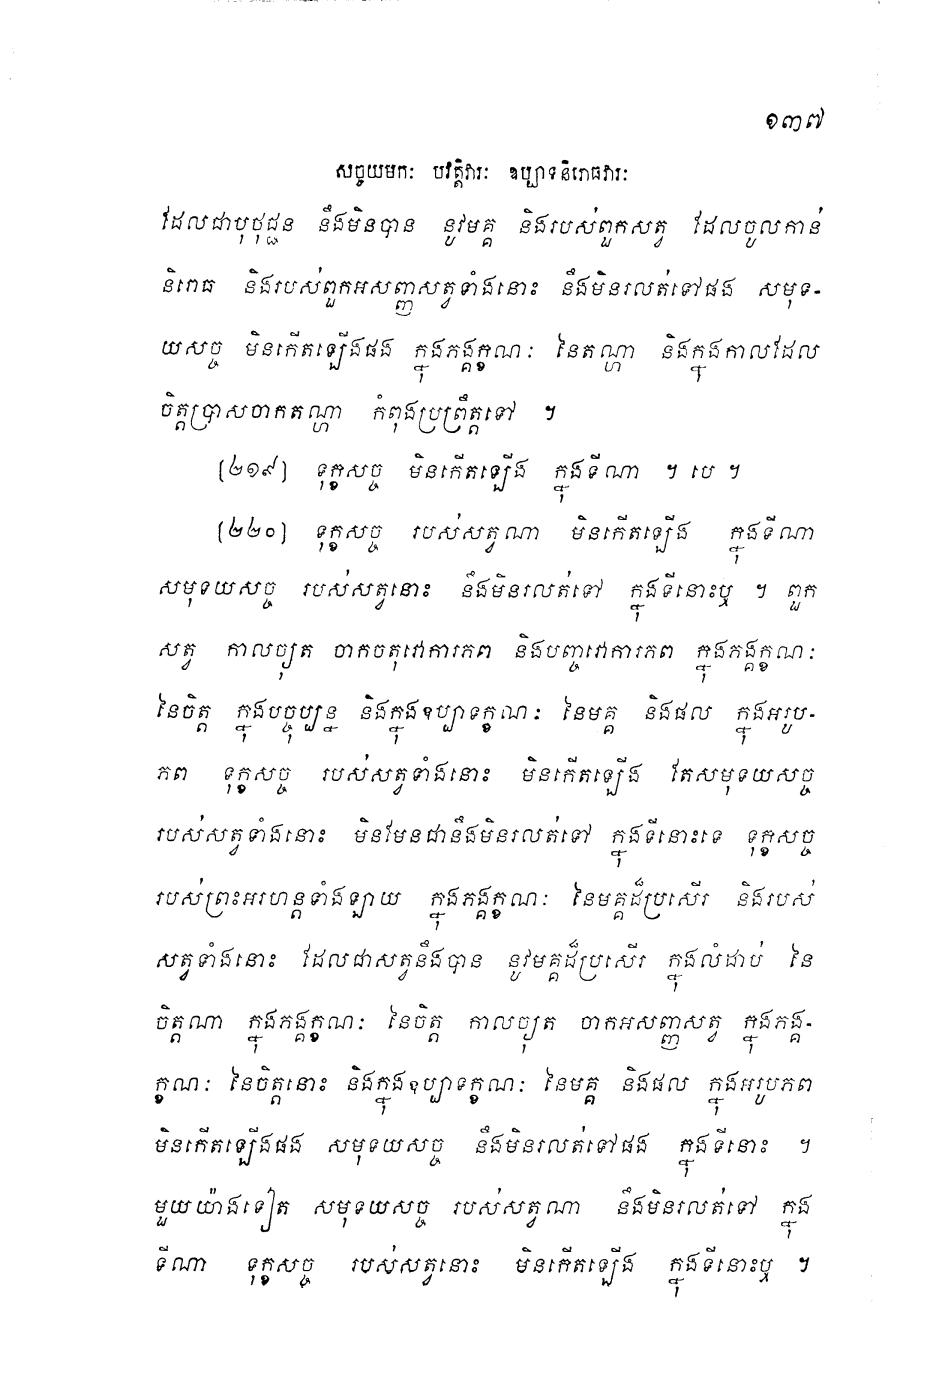 ១៣៧
សច្ចយមកៈ បវត្តិវារៈ ឧប្បាទនិរោធវារៈ
ដែលជាបុថុជ្ជន នឹងមិនបាន នូវមគ្គ និងរបស់ពួកសត្វ ដែលចូលកាន់
និរោធ និងរបស់ពួកអសញ្ញសត្វទាំងនោះ នឹងមិនរលត់ទៅផង សមុទ-
យសច្ច មិនកើតឡើងផង ក្នុងភង្គក្ខណៈ នៃតណ្ហា និងក្នុងកាលដែល
ចិត្តប្រាសចាកតណ្ហា កំពុងប្រព្រឹត្តទៅ ។
(២១៩) ទុក្ខសច្ច មិនកើតឡើង ក្នុងទីណា ។ បេ ។
(២២០) ទុក្ខសច្ច របស់សត្វណា មិនកើតឡើង ក្នុងទីណា
សមុទយសច្ច របស់សត្វនោះ នឹងមិនរលត់ទៅ ក្នុងទីនោះឬ ។ ពួក
សត្វ កាលច្យុត ចាកចតុវោការភព និងបញ្ចវោការភព ក្នុងភង្គក្ខណៈ
នៃចិត្ត ក្នុងបច្ចុប្បន្ន និងក្នុងឧប្បាទក្ខណៈ នៃមគ្គ និងផល ក្នុងអរូប-
ភព ទុក្ខសច្ច របស់សត្វទាំងនោះ មិនកើតឡើង តែសមុទយសច្ច
របស់សត្វទាំងនោះ មិនមែនជានឹងមិនរលត់ទៅ ក្នុងទីនោះទេ ទុក្ខសច្ច
របស់ព្រះអរហន្តទាំងឡាយ ក្នុងភង្គក្ខណៈ នៃមគ្គដ៏ប្រសើរ និងរបស់
សត្វទាំងនោះ ដែលជាសត្វនឹងបាន នូវមគ្គដ៏ប្រសើរ ក្នុងលំដាប់ នៃ
ចិត្តណា ក្នុងភង្គក្ខណៈ នៃចិត្ត កាលច្យុត ចាកអសញ្ញសត្វ ក្នុងភង្គ-
ក្ខណៈ នៃចិត្តនោះ និងក្នុងឧប្បាទក្ខណៈ នៃមគ្គ និងផល ក្នុងអរូបភព
មិនកើតឡើងផង សមុទយសច្ច នឹងមិនរលត់ទៅផង ក្នុងទីនោះ ។
មួយយ៉ាងទៀត សមុទយសច្ច របស់សត្វណា នឹងមិនរលត់ទៅ ក្នុង
ទីណា ទុក្ខសច្ច របស់សត្វនោះ មិនកើតឡើង ក្នុងទីនោះឬ ។